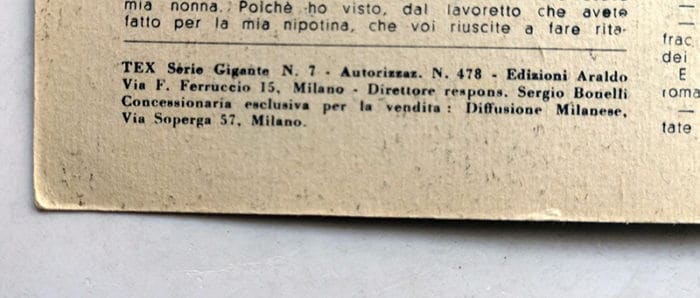 mia nonna. Poichè ho visto, dal lavoretto che avete
fatto per la mia nipotina, che voi riuscite a fare rita-
TEX Serie Gigante N. 7 - Autorizzaz. N. 478 - Edizioni Araldo
Via F. Ferruccio 15, Milano - Direttore respons. Sergio Bonelli
Concessionaria esclusiva per la vendita : Diffusione Milanese,
Via Soperga 57, Milano.
—
frac
dei
E
roma
—
tate